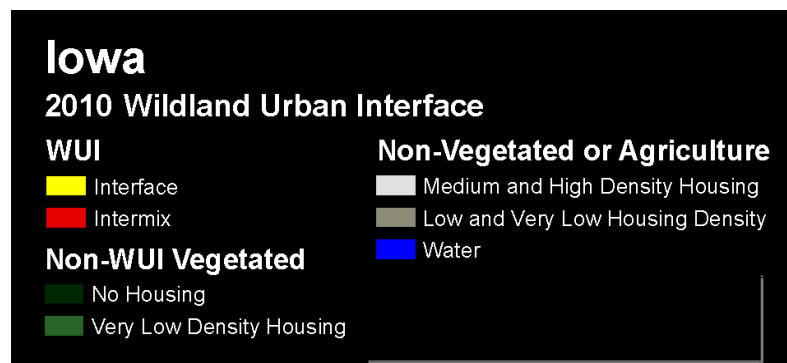 Iowa
2010 Wildland Urban Interface
WUI
Interface
Intermix
Non-WUI Vegetated
No Housing
Very Low Density Housing
Non-Vegetated or Agriculture
Medium and High Density Housing
Low and Very Low Housing Density
Water